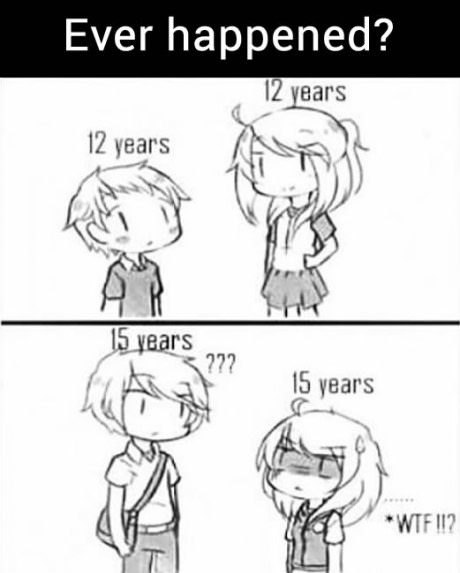 Ever happened?
12 years
12 years
15 years
???
15 years
......
*WTF !!?